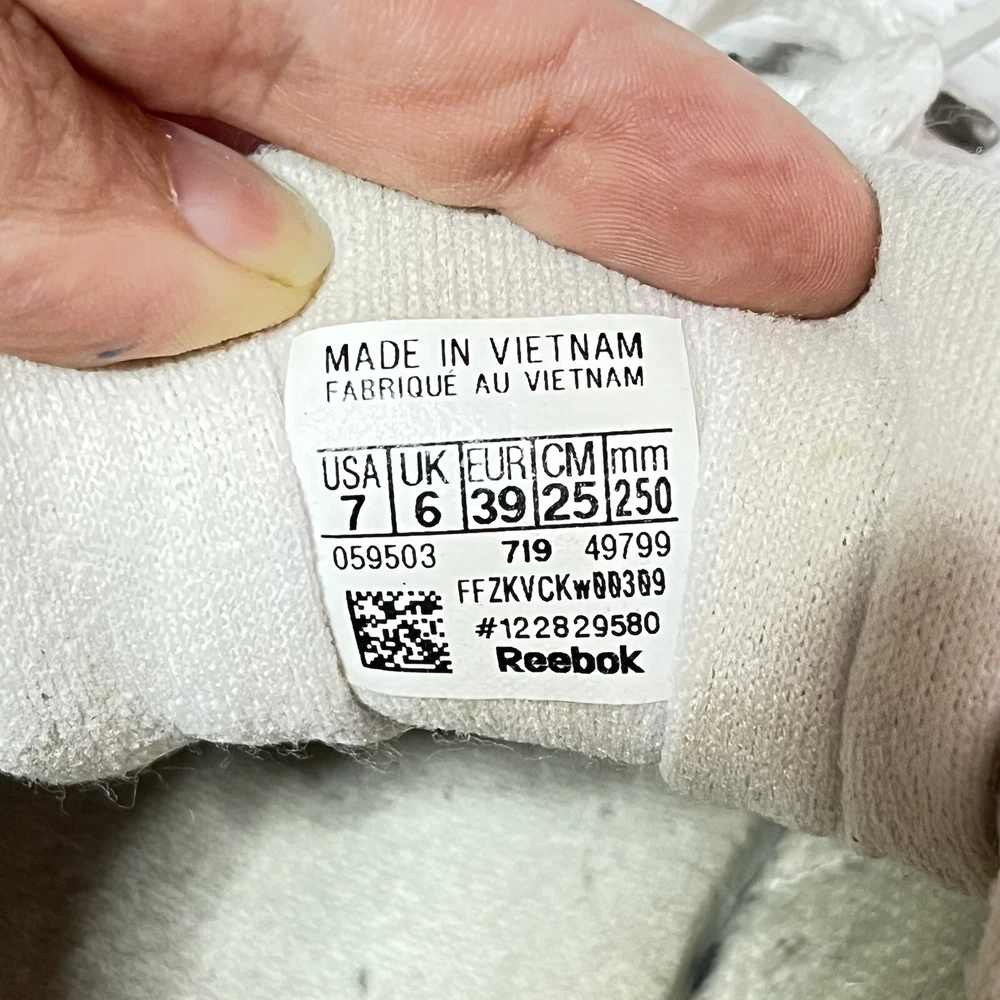 MADE IN VIETNAM
FABRIQUÉ AU VIETNAM
USA UK EUR CM mm
7 6 39 25 250
059503 719 49799
FFZKVCKw00309
#122829580
Reebok